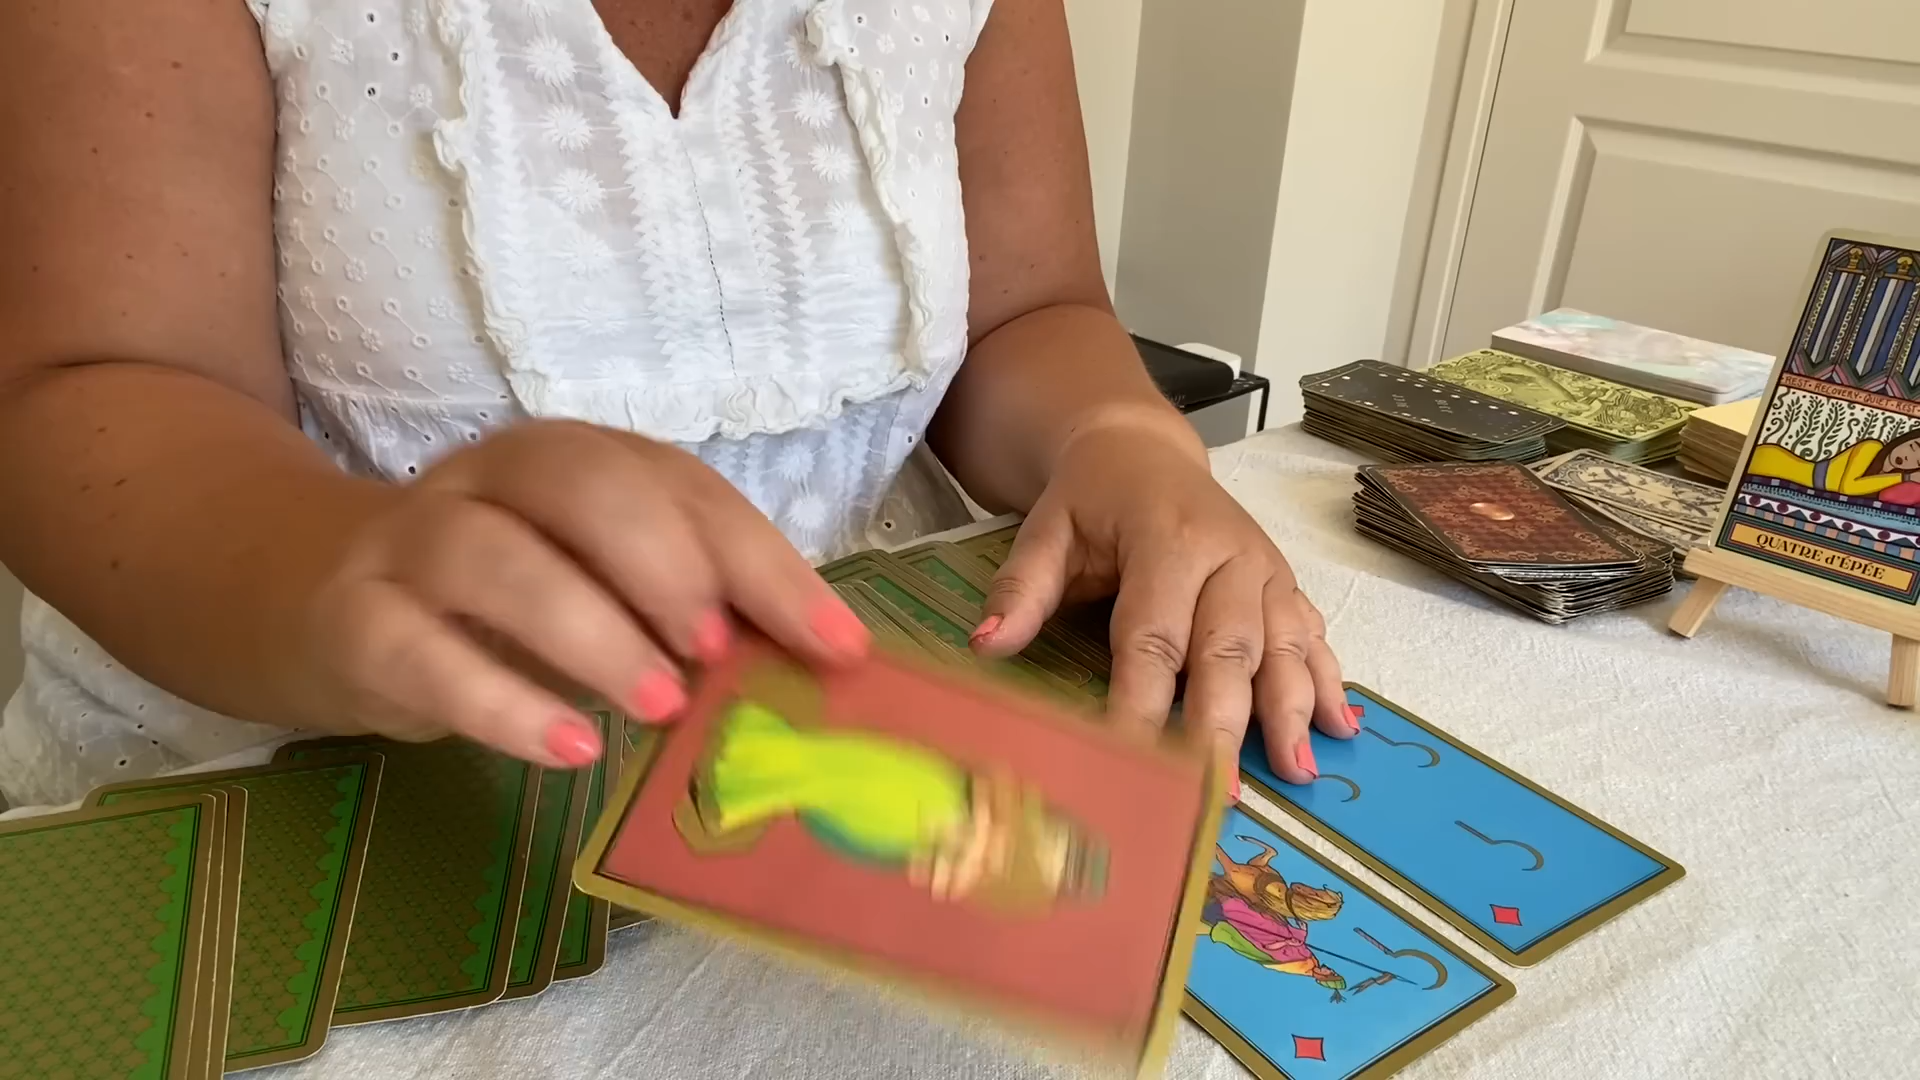 REST • RECOVERY • QUIET • REST
QUATRE d'ÉPÉE